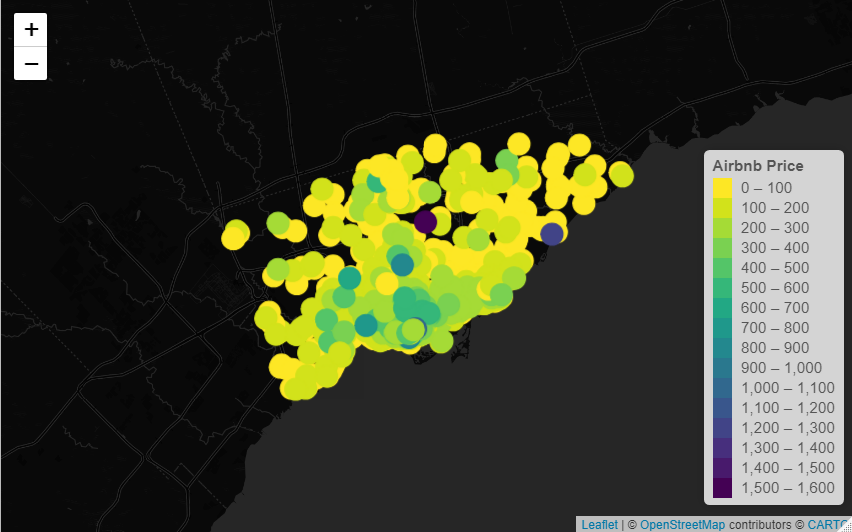 +
−
Airbnb Price
0 – 100
100 – 200
200 – 300
300 – 400
400 – 500
500 – 600
600 – 700
700 – 800
800 – 900
900 – 1,000
1,000 – 1,100
1,100 – 1,200
1,200 – 1,300
1,300 – 1,400
1,400 – 1,500
1,500 – 1,600
Leaflet | © OpenStreetMap contributors © CARTO